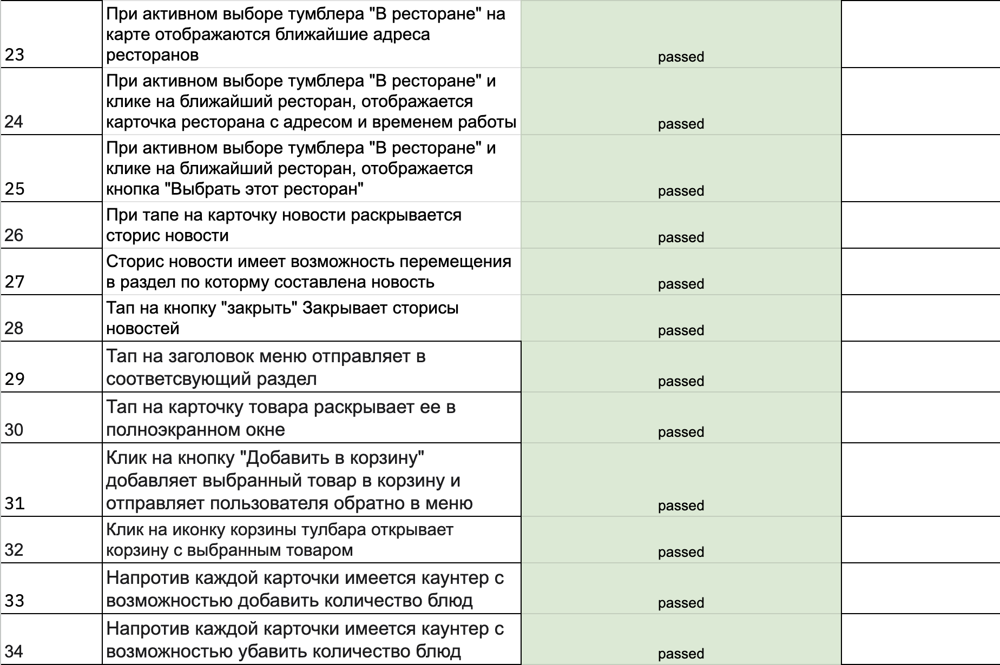 При активном выборе тумблера "В ресторане" на
карте отображаются ближайшие адреса
23 ресторанов passed
При активном выборе тумблера "В ресторане" и
клике на ближайший ресторан, отображается
24 карточка ресторана с адресом и временем работы passed
При активном выборе тумблера "В ресторане" и
клике на ближайший ресторан, отображается
25 кнопка "Выбрать этот ресторан" passed
При тапе на карточку новости раскрывается
26 сторис новости passed
Сторис новости имеет возможность перемещения
27 в раздел по которму составлена новость passed
Тап на кнопку "закрыть" Закрывает сторисы
28 новостей passed
Тап на заголовок меню отправляет в
29 соответсвующий раздел passed
Тап на карточку товара раскрывает ее в
30 полноэкранном окне passed
Клик на кнопку "Добавить в корзину"
добавляет выбранный товар в корзину и
31 отправляет пользователя обратно в меню passed
Клик на иконку корзины тулбара открывает
32 корзину с выбранным товаром passed
Напротив каждой карточки имеется каунтер с
33 возможностью добавить количество блюд passed
Напротив каждой карточки имеется каунтер с
34 возможностью убавить количество блюд passed